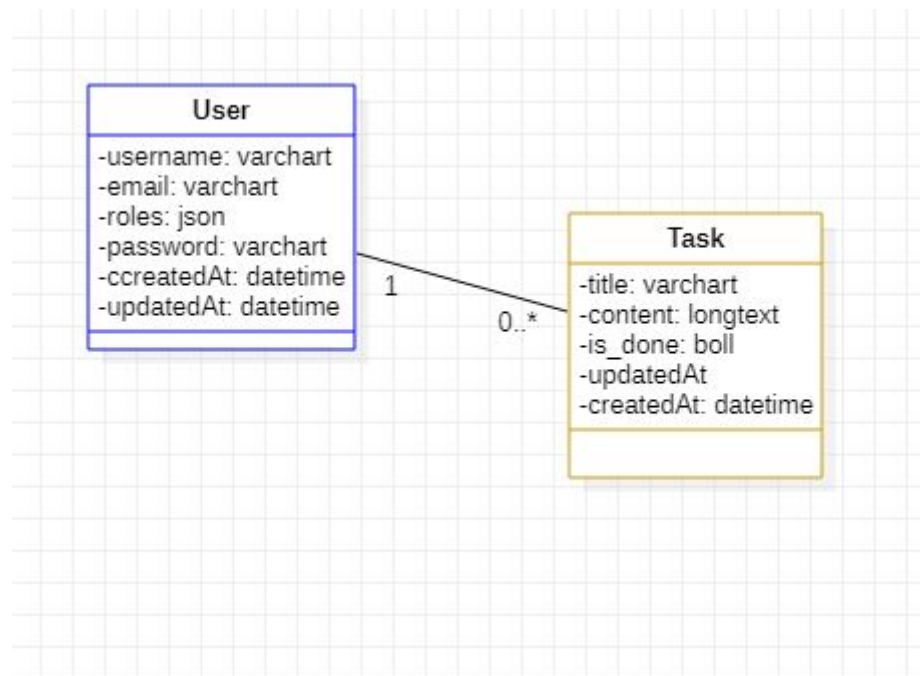 User
-username: varchart
-email: varchart
-roles: json
-password: varchart
-ccreatedAt: datetime
-updatedAt: datetime
1
0..*
Task
-title: varchart
-content: longtext
-is_done: boll
-updatedAt
-createdAt: datetime